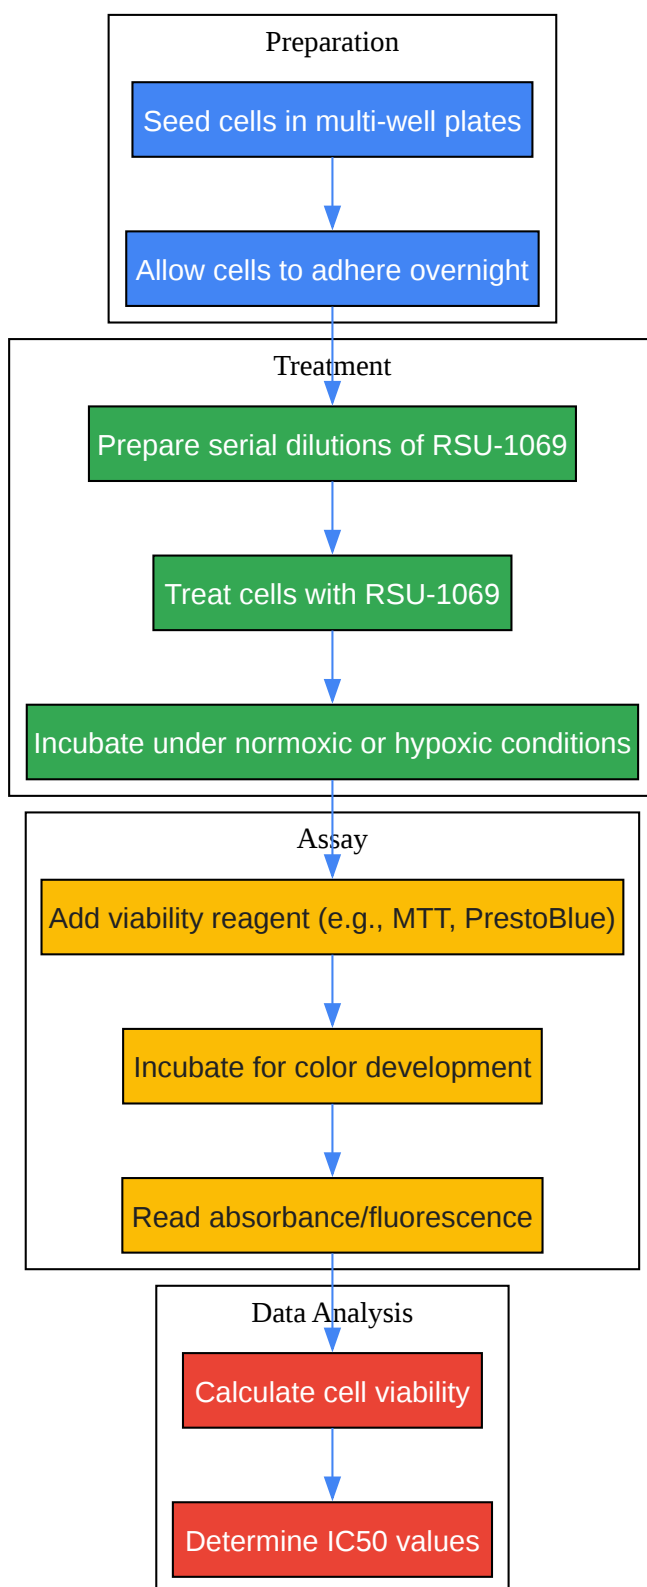 Preparation
Seed cells in multi-well plates
Allow cells to adhere overnight
Treatment
Prepare serial dilutions of RSU-1069
Treat cells with RSU-1069
Incubate under normoxic or hypoxic conditions
Assay
Add viability reagent (e.g., MTT, PrestoBlue)
Incubate for color development
Read absorbance/fluorescence
Data Analysis
Calculate cell viability
Determine IC50 values